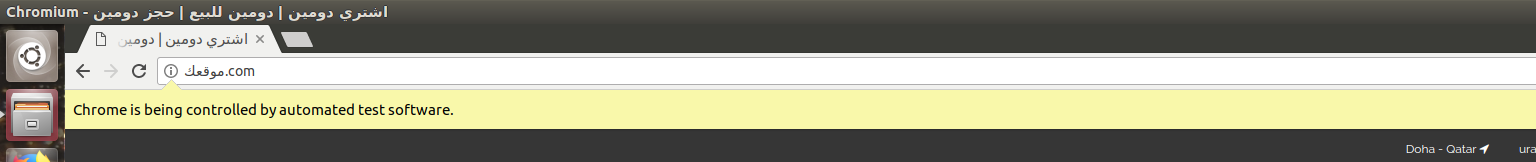 اشتري دومين | دومين للبيع | حجز دومين - Chromium
اشتري دومين | دومين
موقعك.com
Chrome is being controlled by automated test software.
Doha - Qatar